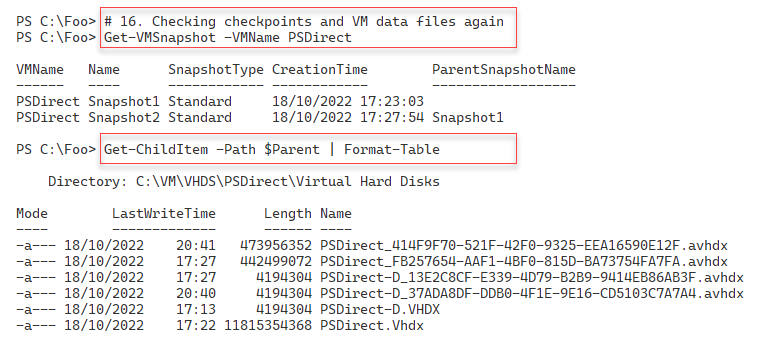 PS C:\Foo> # 16. Checking checkpoints and VM data files again
PS C:\Foo> Get-VMSnapshot -VMName PSDirect
VMName Name SnapshotType CreationTime ParentSnapshotName
------ ---- ------------ ------------ ------------------
PSDirect Snapshot1 Standard 18/10/2022 17:23:03
PSDirect Snapshot2 Standard 18/10/2022 17:27:54 Snapshot1
PS C:\Foo> Get-ChildItem -Path $Parent | Format-Table
Directory: C:\VM\VHDS\PSDirect\Virtual Hard Disks
Mode LastWriteTime Length Name
---- ------------- ------ ----
-a--- 18/10/2022 20:41 473956352 PSDirect_414F9F70-521F-42F0-9325-EEA16590E12F.avhdx
-a--- 18/10/2022 17:27 442499072 PSDirect_FB257654-AAF1-4BF0-815D-BA73754FA7FA.avhdx
-a--- 18/10/2022 17:27 4194304 PSDirect-D_13E2C8CF-E339-4D79-B2B9-9414EB86AB3F.avhdx
-a--- 18/10/2022 20:40 4194304 PSDirect-D_37ADA8DF-DDB0-4F1E-9E16-CD5103C7A7A4.avhdx
-a--- 18/10/2022 17:13 4194304 PSDirect-D.VHDX
-a--- 18/10/2022 17:22 11815354368 PSDirect.Vhdx